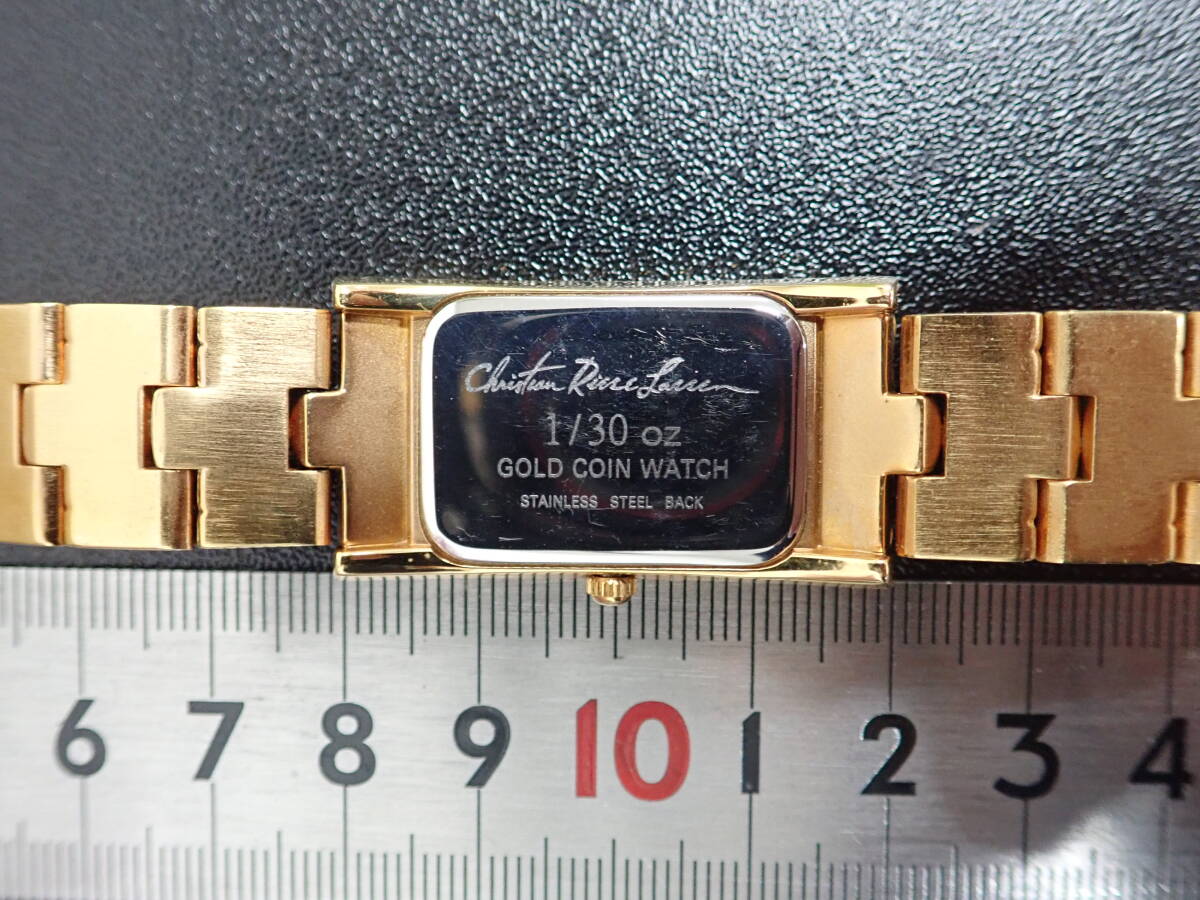 Christian Riese Lassen
1/30 oz
GOLD COIN WATCH
STAINLESS STEEL BACK
6 7 8 9 10 1 2 3 4